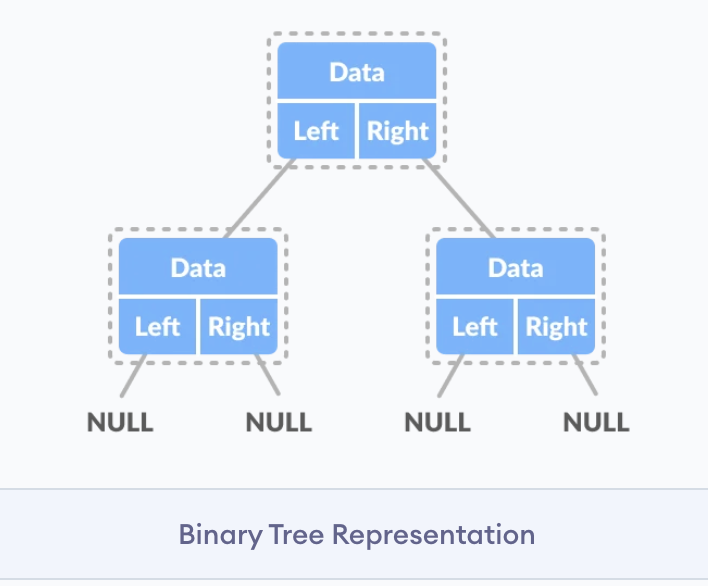 Data
Left Right
Data Data
Left Right Left Right
NULL NULL NULL NULL
Binary Tree Representation